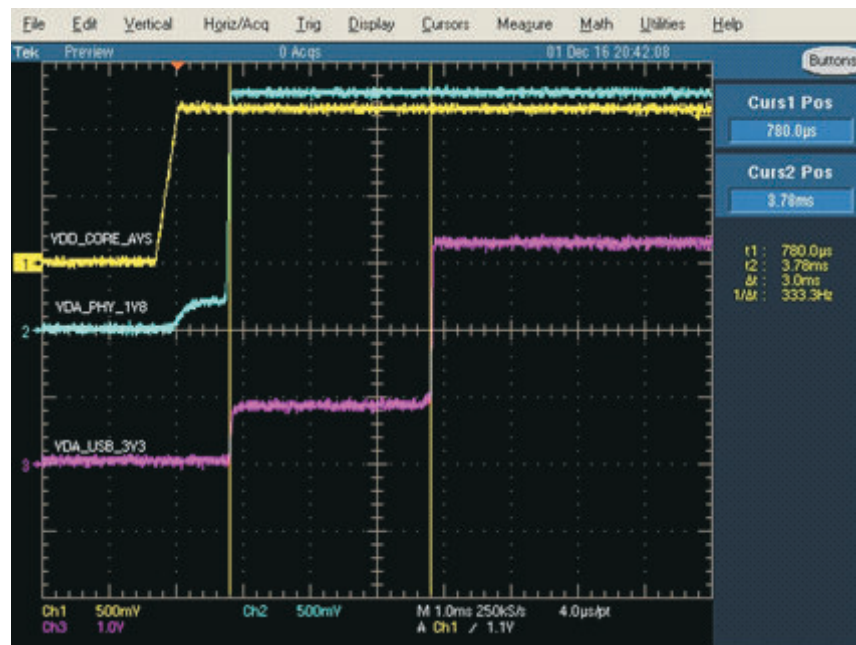 File Edit Vertical Horiz/Acq Trig Display Cursors Measure Math Utilities Help
Tek Preview 0 Acqs 01 Dec 16 20:42:08
Buttons
Curs1 Pos
780.0µs
Curs2 Pos
3.78ms
t1 : 780.0µs
t2 : 3.78ms
Δt : 3.0ms
1/Δt : 333.3Hz
VDD_CORE_AVS
1
VDA_PHY_1V8
2
VDA_USB_3V3
3
Ch1 500mV Ch2 500mV M 1.0ms 250kS/s 4.0µs/pt
Ch3 1.0V A Ch1 / 1.1V